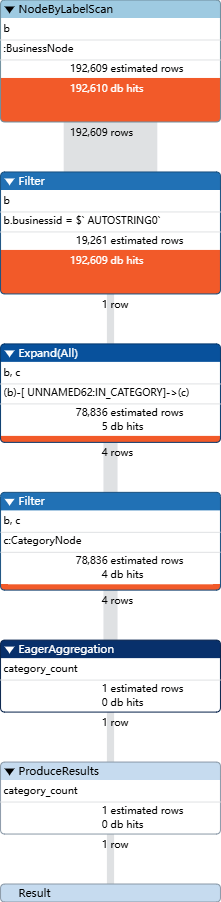 NodeByLabelScan
b
:BusinessNode
192,609 estimated rows
192,610 db hits
192,609 rows
Filter
b
b.businessid = $` AUTOSTRING0`
19,261 estimated rows
192,609 db hits
1 row
Expand(All)
b, c
(b)-[ UNNAMED62:IN_CATEGORY]->(c)
78,836 estimated rows
5 db hits
4 rows
Filter
b, c
c:CategoryNode
78,836 estimated rows
4 db hits
4 rows
EagerAggregation
category_count
1 estimated rows
0 db hits
1 row
ProduceResults
category_count
1 estimated rows
0 db hits
1 row
Result